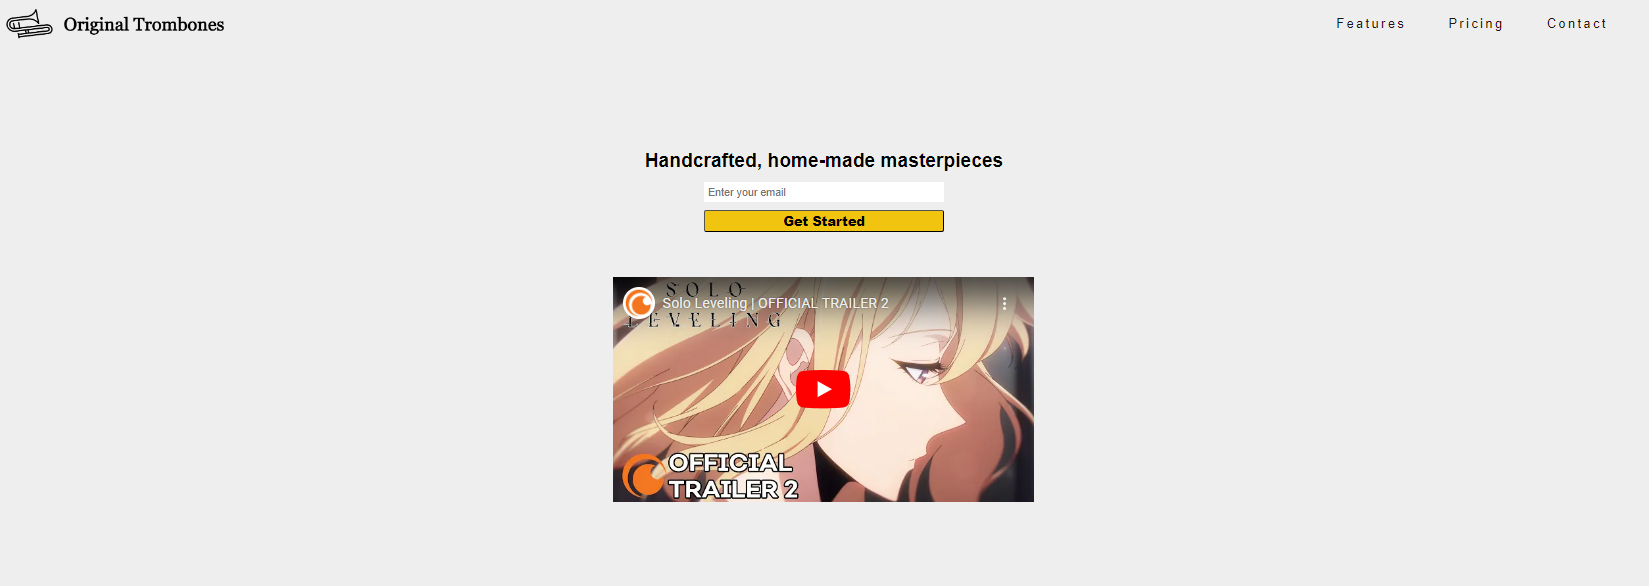 Original Trombones
Features
Pricing
Contact
Handcrafted, home-made masterpieces
Enter your email
Get Started
SOLO
Solo Leveling | OFFICIAL TRAILER 2
LEVELING
OFFICIAL
TRAILER 2